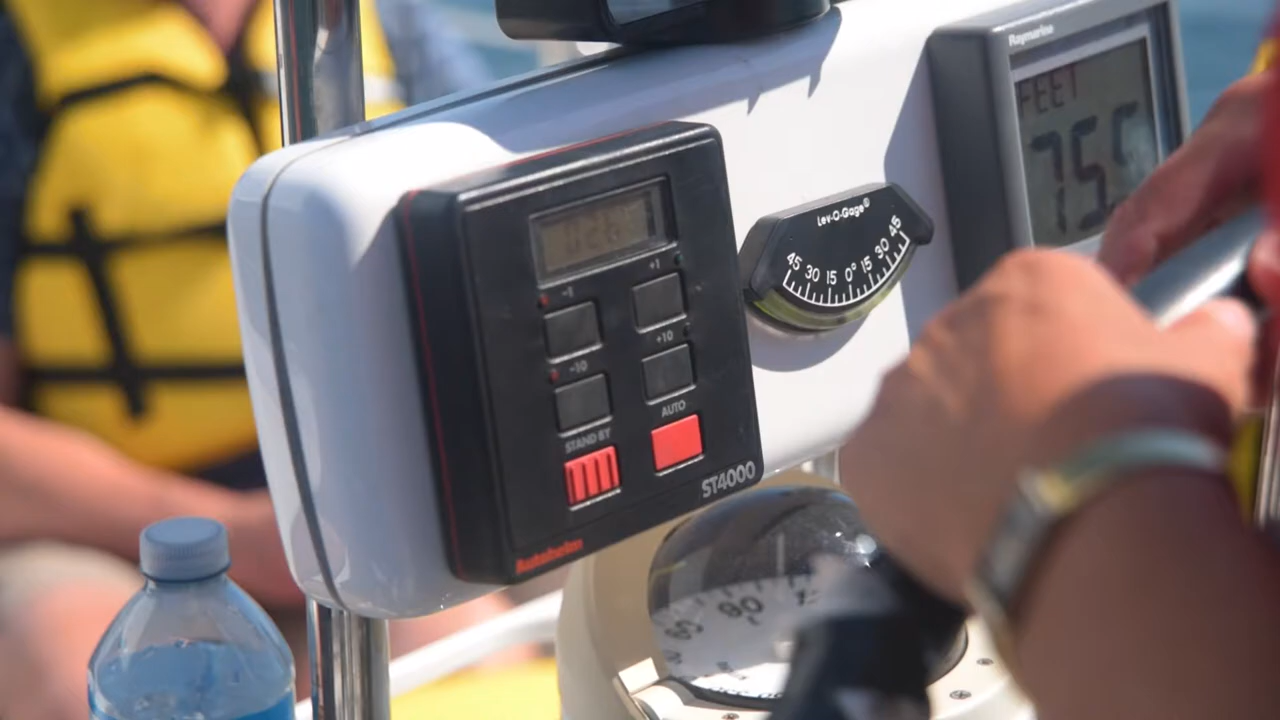 Raymarine
FEET
75.
Lev-O-Gage®
45 30 15 0° 15 30 45
-1
+1
-10
+10
STAND BY
AUTO
ST4000
Autohelm
90